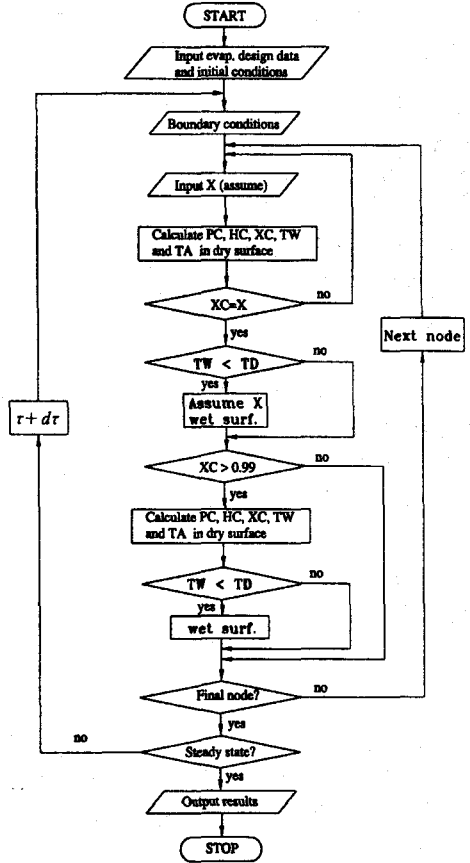 START
Input evap. design data
and initial conditions
Boundary conditions
Input X (assume)
Calculate PC, HC, XC, TW
and TA in dry surface
XC=X
no
yes
TW < TD
no
yes
Assume X
wet surf.
Next node
τ + dτ
XC > 0.99
no
yes
Calculate PC, HC, XC, TW
and TA in dry surface
TW < TD
no
yes
wet surf.
Final node?
no
yes
Steady state?
no
yes
Output results
STOP